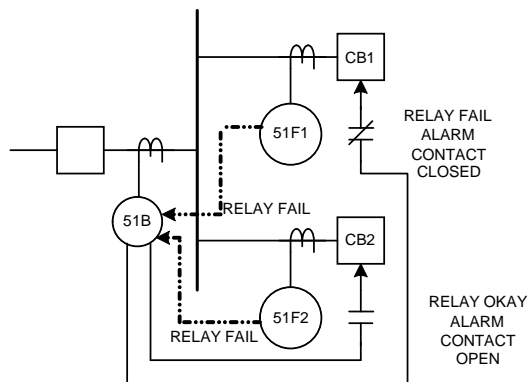 CB1
51F1
RELAY FAIL
ALARM
CONTACT
CLOSED
RELAY FAIL
51B
CB2
51F2
RELAY OKAY
ALARM
CONTACT
OPEN
RELAY FAIL